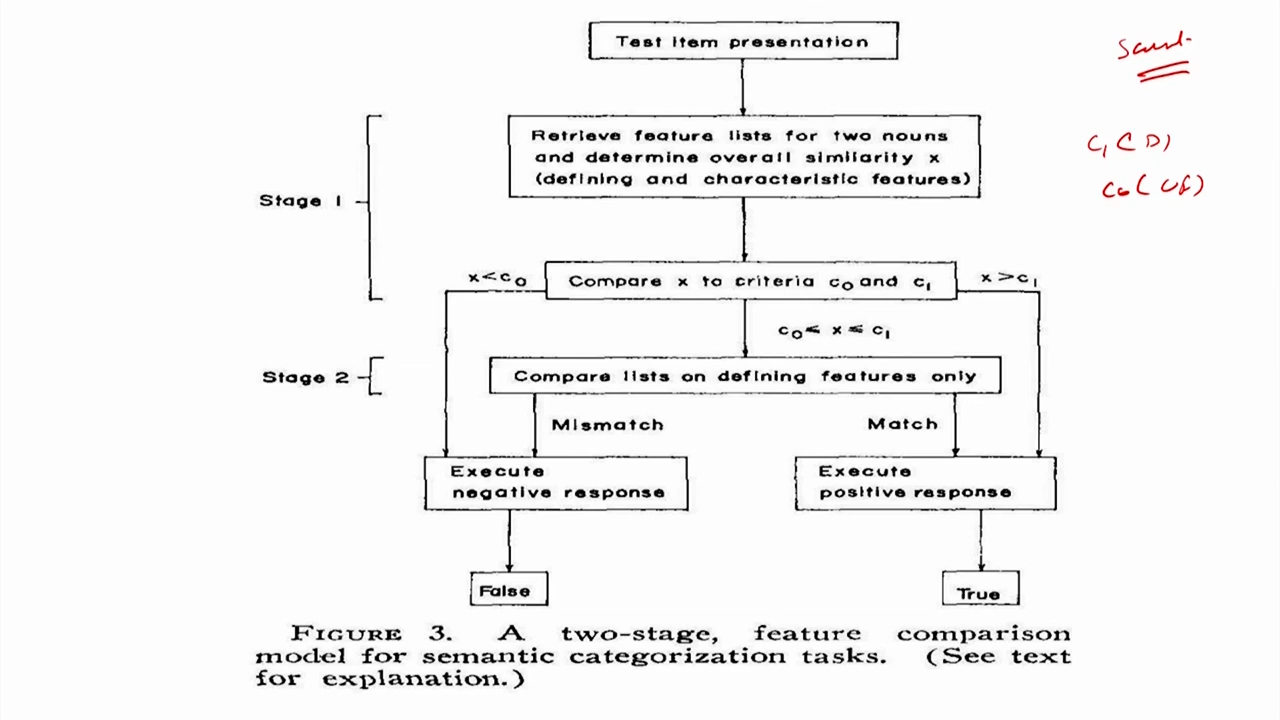 Test item presentation
Retrieve feature lists for two nouns
and determine overall similarity x
(defining and characteristic features)
Stage 1
x<c₀
Compare x to criteria c₀ and c₁
x>c₁
c₀≤ x ≤ c₁
Stage 2
Compare lists on defining features only
Mismatch
Match
Execute
negative response
Execute
positive response
False
True
FIGURE 3. A two-stage, feature comparison
model for semantic categorization tasks. (See text
for explanation.)